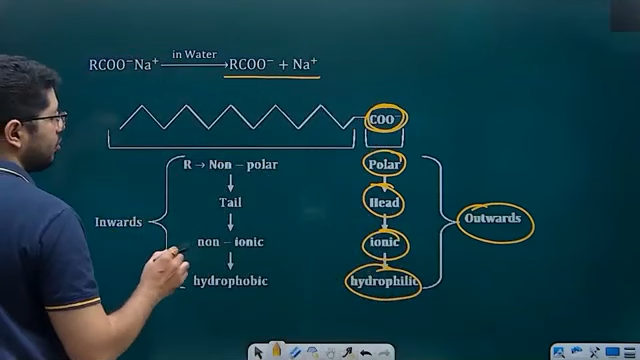 RCOO⁻Na⁺ in Water → RCOO⁻ + Na⁺
COO⁻
R → Non – polar
Polar
Tail
Head
Inwards
Outwards
non – ionic
ionic
hydrophobic
hydrophilic